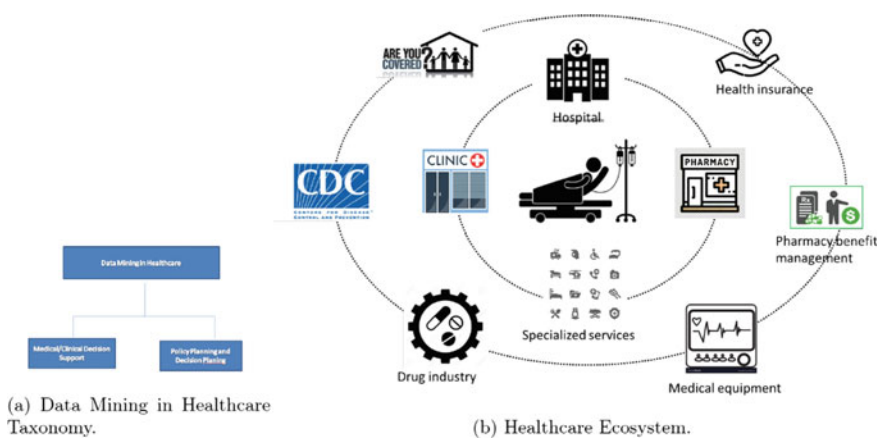 ARE YOU
COVERED?
Health insurance
Hospital
CDC
CENTERS FOR DISEASE
CONTROL AND PREVENTION
CLINIC
PHARMACY
Rx
$
Pharmacy benefit
management
Data Mining in Healthcare
Medical/Clinical Decision
Support
Policy Planning and
Decision Planing
Specialized services
Drug industry
Medical equipment
(a) Data Mining in Healthcare
Taxonomy.
(b) Healthcare Ecosystem.